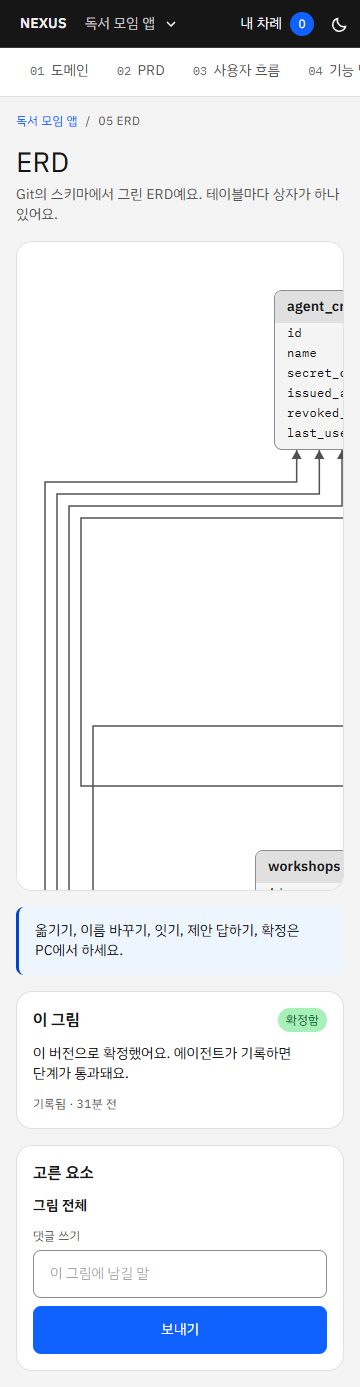 NEXUS 독서 모임 앱 내 차례 0
01 도메인 02 PRD 03 사용자 흐름 04 기능
독서 모임 앱 / 05 ERD
ERD
Git의 스키마에서 그린 ERD예요. 테이블마다 상자가 하나
있어요.
agent_cr
id
name
secret_
issued_a
revoked_
last_use
workshops
옮기기, 이름 바꾸기, 잇기, 제안 답하기, 확정은
PC에서 하세요.
이 그림 확정함
이 버전으로 확정했어요. 에이전트가 기록하면
단계가 통과돼요.
기록됨 · 31분 전
고른 요소
그림 전체
댓글 쓰기
이 그림에 남길 말
보내기